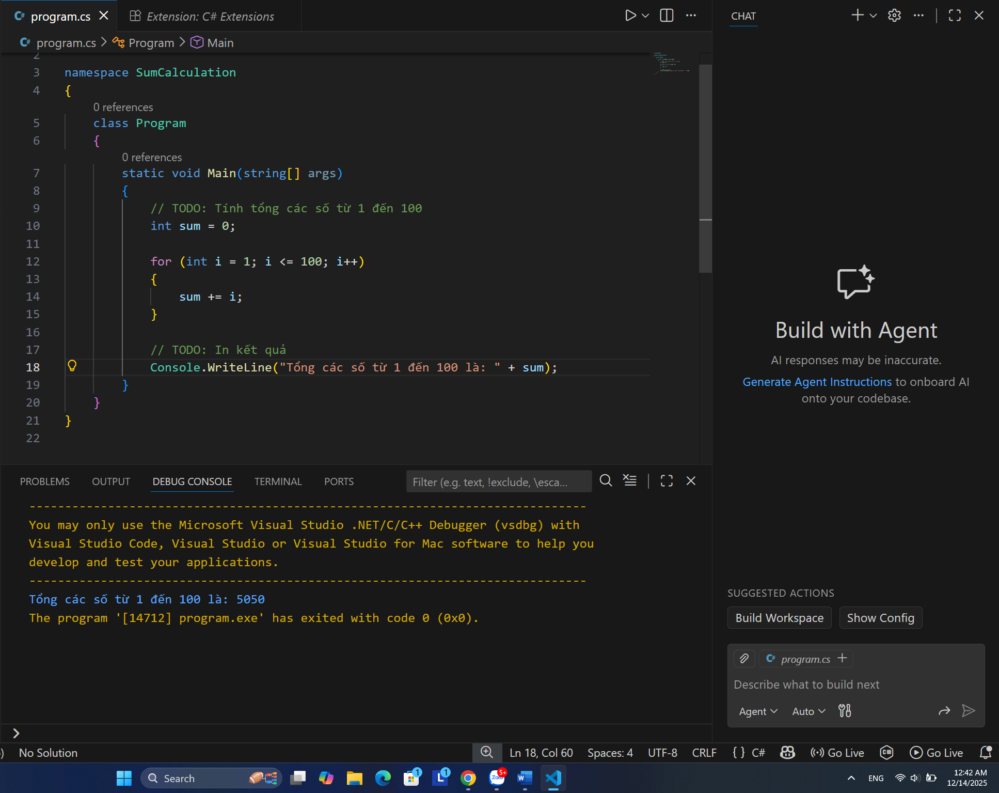 program.cs
Extension: C# Extensions
CHAT
program.cs > Program > Main
2
3 namespace SumCalculation
4 {
0 references
5 class Program
6 {
0 references
7 static void Main(string[] args)
8 {
9 // TODO: Tính tổng các số từ 1 đến 100
10 int sum = 0;
11
12 for (int i = 1; i <= 100; i++)
13 {
14 sum += i;
15 }
16
17 // TODO: In kết quả
18 Console.WriteLine("Tổng các số từ 1 đến 100 là: " + sum);
19 }
20 }
21 }
22
Build with Agent
AI responses may be inaccurate.
Generate Agent Instructions to onboard AI
onto your codebase.
PROBLEMS OUTPUT DEBUG CONSOLE TERMINAL PORTS
Filter (e.g. text, !exclude, \esca...
------------------------------------------------------------------------------
You may only use the Microsoft Visual Studio .NET/C/C++ Debugger (vsdbg) with
Visual Studio Code, Visual Studio or Visual Studio for Mac software to help you
develop and test your applications.
------------------------------------------------------------------------------
Tổng các số từ 1 đến 100 là: 5050
The program '[14712] program.exe' has exited with code 0 (0x0).
SUGGESTED ACTIONS
Build Workspace
Show Config
program.cs
Describe what to build next
Agent
Auto
No Solution
Ln 18, Col 60
Spaces: 4
UTF-8
CRLF
{ } C#
Go Live
Go Live
Search
1
1
5+
Zalo
ENG
12:42 AM
12/14/2025